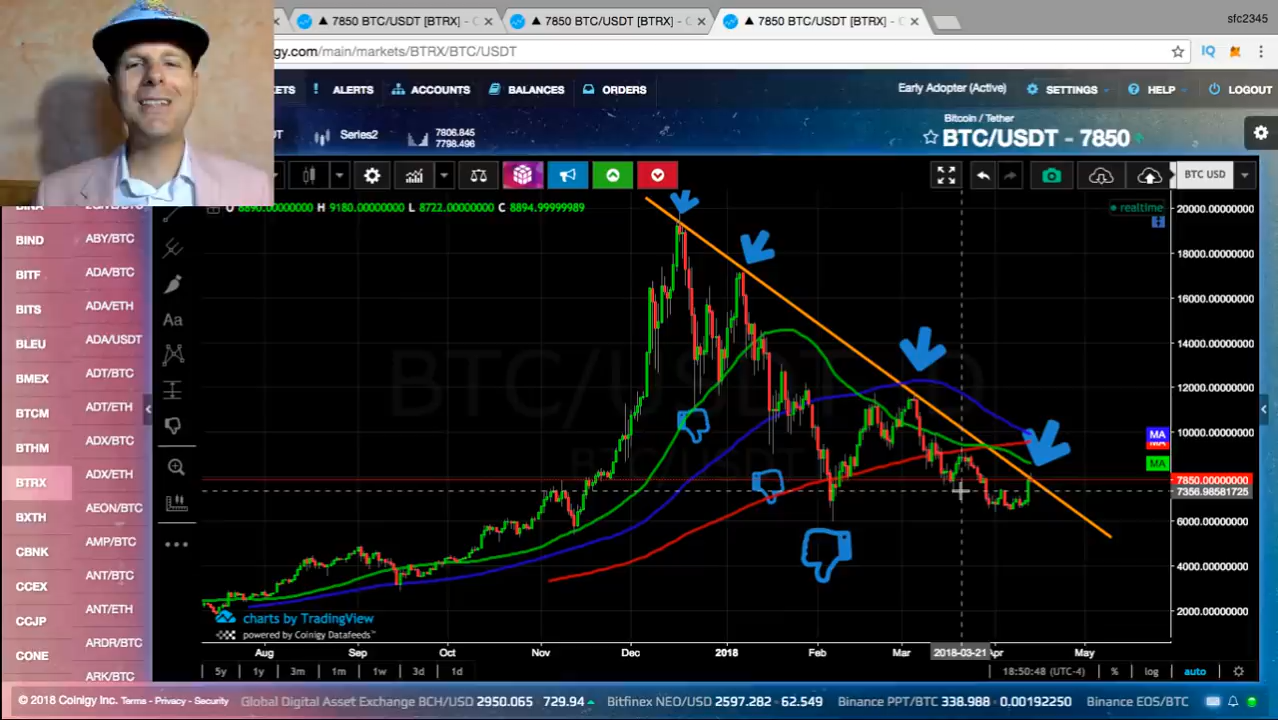 ▲ 7850 BTC/USDT [BTRX] - C
▲ 7850 BTC/USDT [BTRX] - C
▲ 7850 BTC/USDT [BTRX] - C
sfc2345
gy.com/main/markets/BTRX/BTC/USDT
IQ
KETS
ALERTS
ACCOUNTS
BALANCES
ORDERS
Early Adopter (Active)
SETTINGS
HELP
LOGOUT
DT
Series2
7806.845
7798.496
Bitcoin / Tether
BTC/USDT - 7850
BTC USD
O 8890.00000000 H 9180.00000000 L 8722.00000000 C 8894.99999989
realtime
BIND
BITF
BITS
BLEU
BMEX
BTCM
BTHM
BTRX
BXTH
CBNK
CCEX
CCJP
CONE
ABY/BTC
ADA/BTC
ADA/ETH
ADA/USDT
ADT/BTC
ADT/ETH
ADX/BTC
ADX/ETH
AEON/BTC
AMP/BTC
ANT/BTC
ANT/ETH
ARDR/BTC
ARK/BTC
Aa
20000.00000000
18000.00000000
16000.00000000
14000.00000000
12000.00000000
10000.00000000
7850.00000000
7356.98581725
6000.00000000
4000.00000000
2000.00000000
MA
MA
MA
BTC/USDT
charts by TradingView
powered by Coinigy Datafeeds™
Aug
Sep
Oct
Nov
Dec
2018
Feb
Mar
2018-03-21
Apr
May
5y
1y
3m
1m
1w
3d
1d
18:50:48 (UTC-4)
%
log
auto
© 2018 Coinigy Inc. Terms - Privacy - Security
Global Digital Asset Exchange BCH/USD 2950.065 729.94
Bitfinex NEO/USD 2597.282 62.549
Binance PPT/BTC 338.988 0.00192250
Binance EOS/BTC